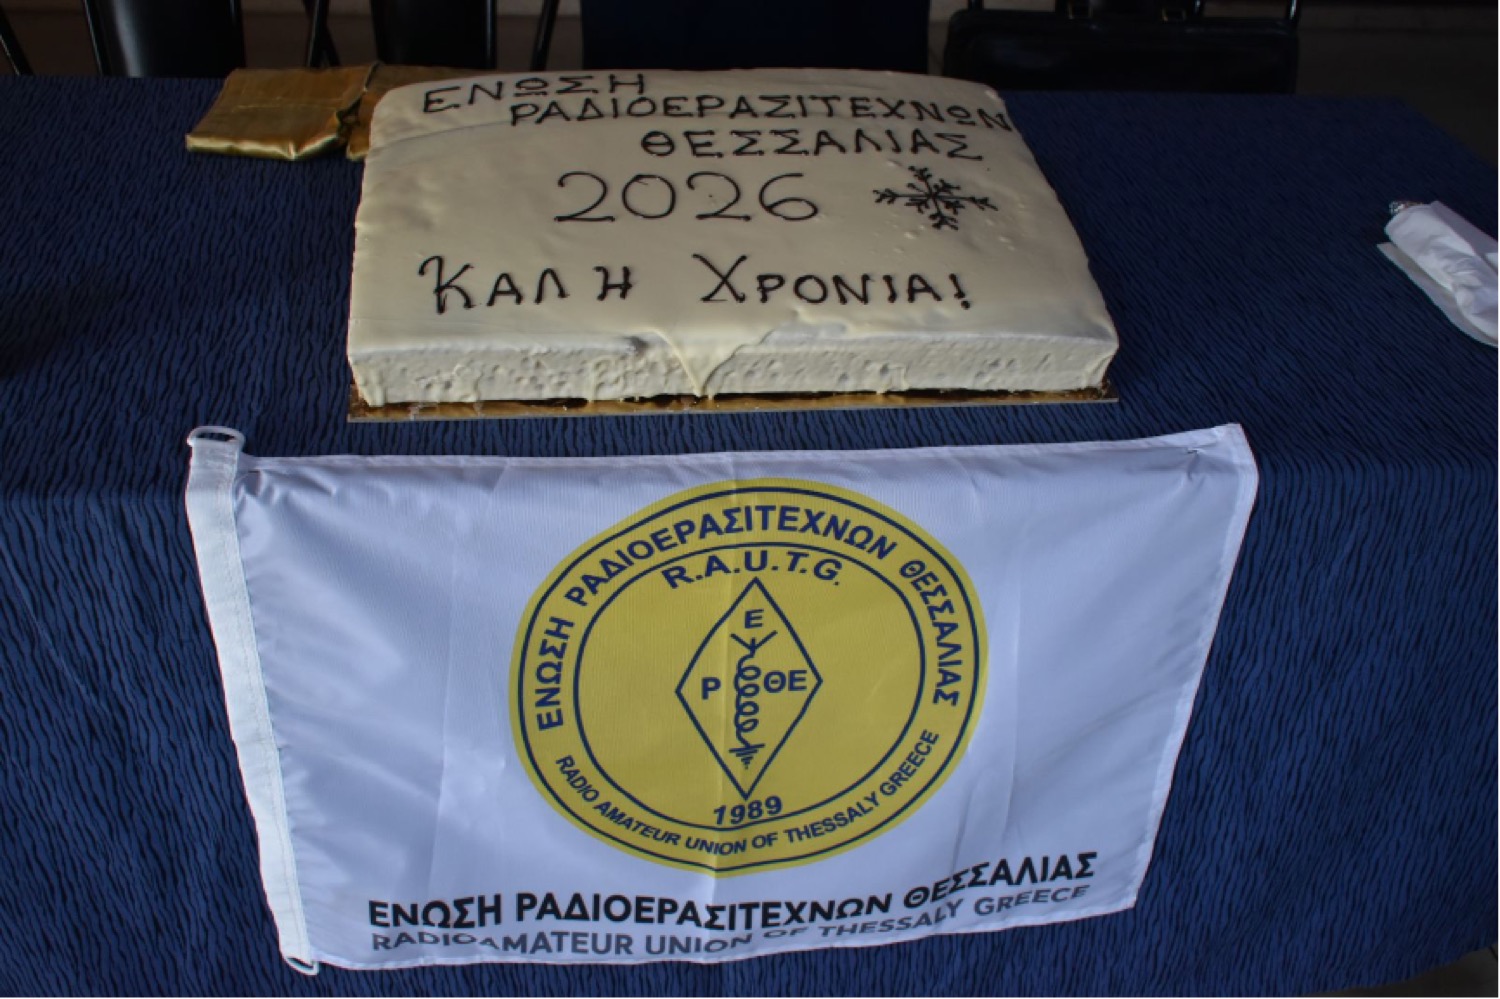 ΕΝΩΣΗ
ΡΑΔΙΟΕΡΑΣΙΤΕΧΝΩΝ
ΘΕΣΣΑΛΙΑΣ
2026
ΚΑΛΗ ΧΡΟΝΙΑ!
ΕΝΩΣΗ ΡΑΔΙΟΕΡΑΣΙΤΕΧΝΩΝ ΘΕΣΣΑΛΙΑΣ
R.A.U.T.G.
Ε
Ρ ΘΕ
1989
RADIO AMATEUR UNION OF THESSALY GREECE
ΕΝΩΣΗ ΡΑΔΙΟΕΡΑΣΙΤΕΧΝΩΝ ΘΕΣΣΑΛΙΑΣ
RADIOAMATEUR UNION OF THESSALY GREECE